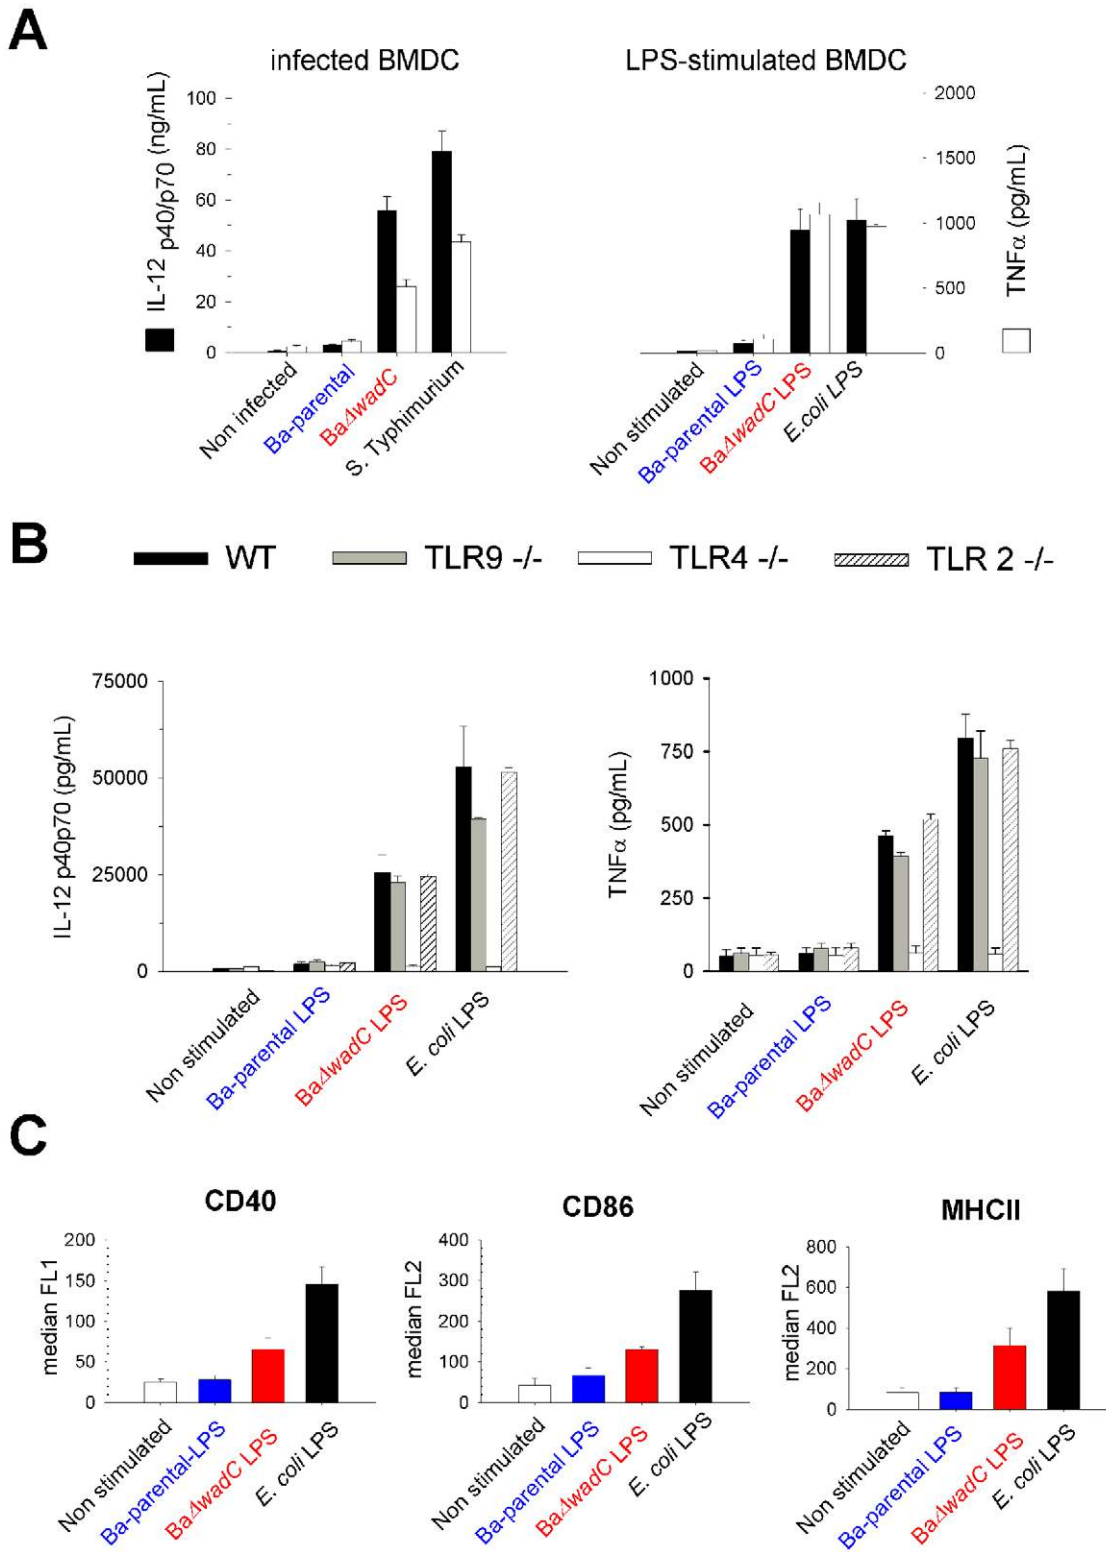 A
infected BMDC
LPS-stimulated BMDC
IL-12 p40/p70 (ng/mL)
100
80
60
40
20
0
Non infected
Ba-parental
BaΔwadC
S. Typhimurium
2000
1500
1000
500
0
TNFα (pg/mL)
Non stimulated
Ba-parental LPS
BaΔwadC LPS
E.coli LPS
B
WT
TLR9 -/-
TLR4 -/-
TLR 2 -/-
IL-12 p40p70 (pg/mL)
75000
50000
25000
0
Non stimulated
Ba-parental LPS
BaΔwadC LPS
E. coli LPS
TNFα (pg/mL)
1000
750
500
250
0
Non stimulated
Ba-parental LPS
BaΔwadC LPS
E. coli LPS
C
CD40
median FL1
200
150
100
50
0
Non stimulated
Ba-parental-LPS
BaΔwadC LPS
E. coli LPS
CD86
median FL2
400
300
200
100
0
Non stimulated
Ba-parental LPS
BaΔwadC LPS
E. coli LPS
MHCII
median FL2
800
600
400
200
0
Non stimulated
Ba-parental LPS
BaΔwadC LPS
E. coli LPS